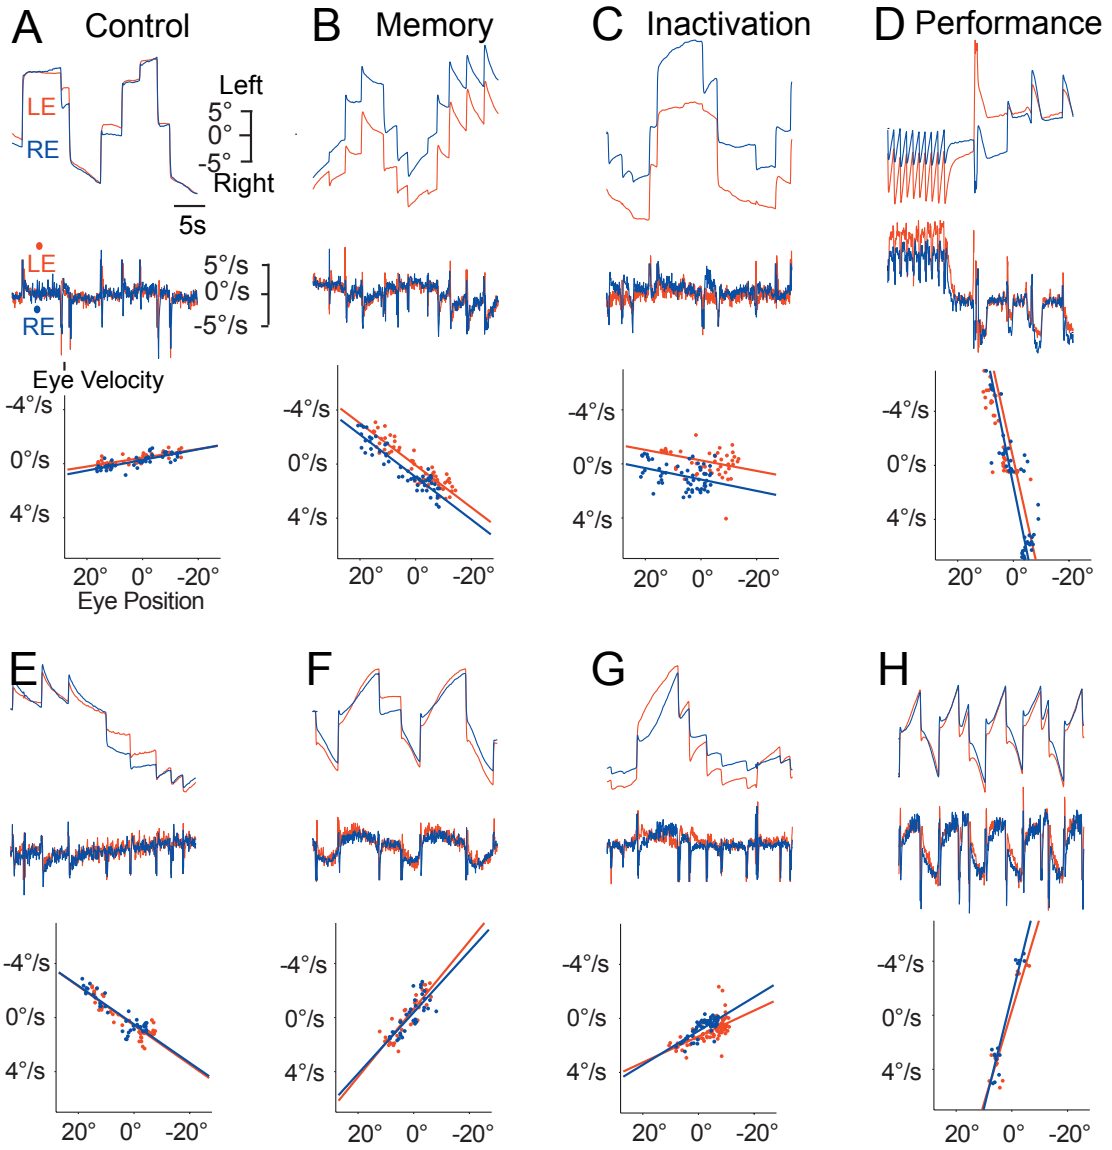 A Control
B Memory
C Inactivation
D Performance
LE
RE
Left
5°
0°
-5°
Right
5s
LE
RE
5°/s
0°/s
-5°/s
Eye Velocity
-4°/s
0°/s
4°/s
20° 0° -20°
Eye Position
-4°/s
0°/s
4°/s
20° 0° -20°
-4°/s
0°/s
4°/s
20° 0° -20°
-4°/s
0°/s
4°/s
20° 0° -20°
E
F
G
H
-4°/s
0°/s
4°/s
20° 0° -20°
-4°/s
0°/s
4°/s
20° 0° -20°
-4°/s
0°/s
4°/s
20° 0° -20°
-4°/s
0°/s
4°/s
20° 0° -20°